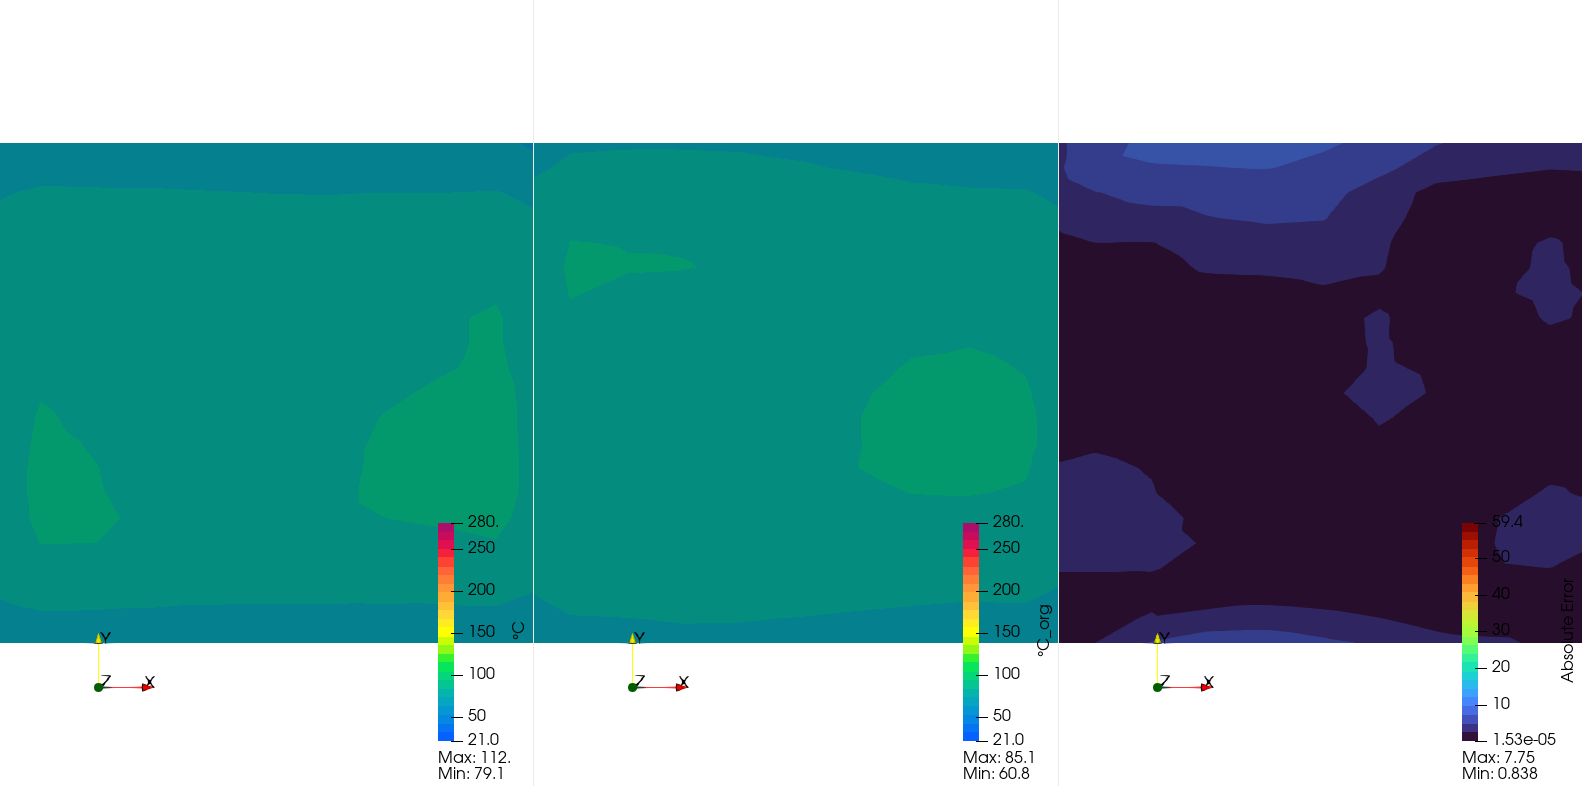 280.
250
200
150
100
50
21.0
°C
Max: 112.
Min: 79.1
Y
Z
X
280.
250
200
150
100
50
21.0
°C_org
Max: 85.1
Min: 60.8
Y
Z
X
59.4
50
40
30
20
10
1.53e-05
Absolute Error
Max: 7.75
Min: 0.838
Y
Z
X